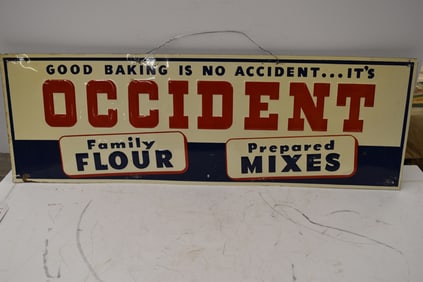 GOOD BAKING IS NO ACCIDENT...IT'S
OCCIDENT
Family
FLOUR
Prepared
MIXES